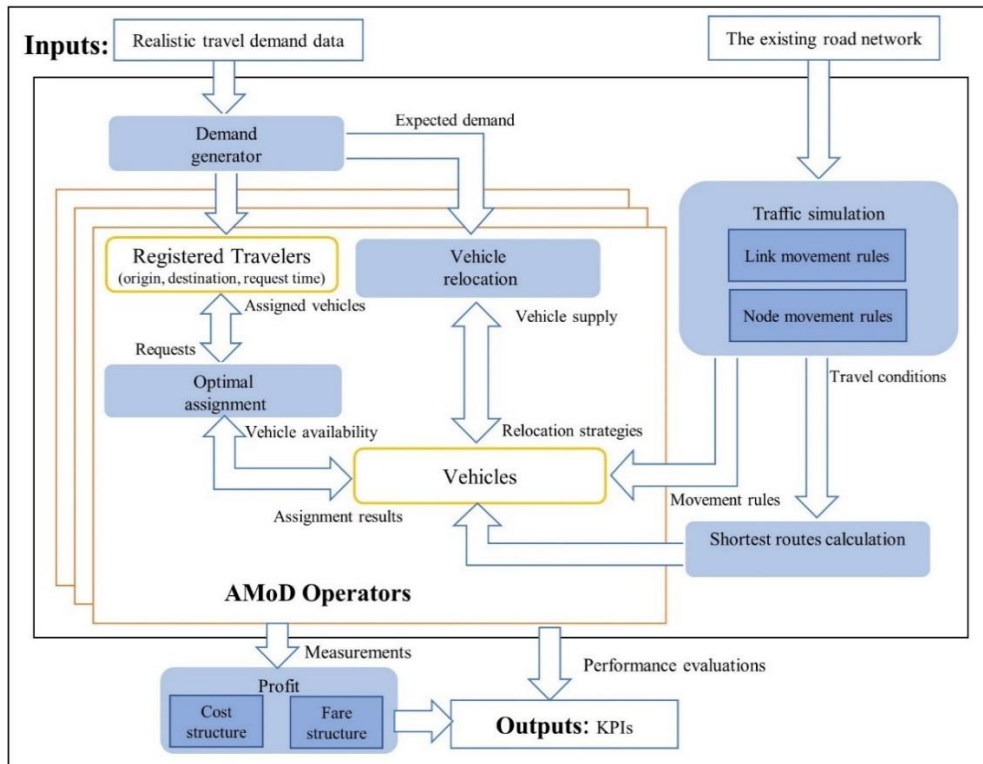 Inputs:
Realistic travel demand data
The existing road network
Demand
generator
Expected demand
Traffic simulation
Link movement rules
Node movement rules
Registered Travelers
(origin, destination, request time)
Vehicle
relocation
Assigned vehicles
Vehicle supply
Requests
Travel conditions
Optimal
assignment
Vehicle availability
Relocation strategies
Vehicles
Movement rules
Assignment results
Shortest routes calculation
AMoD Operators
Measurements
Performance evaluations
Profit
Cost
structure
Fare
structure
Outputs: KPIs